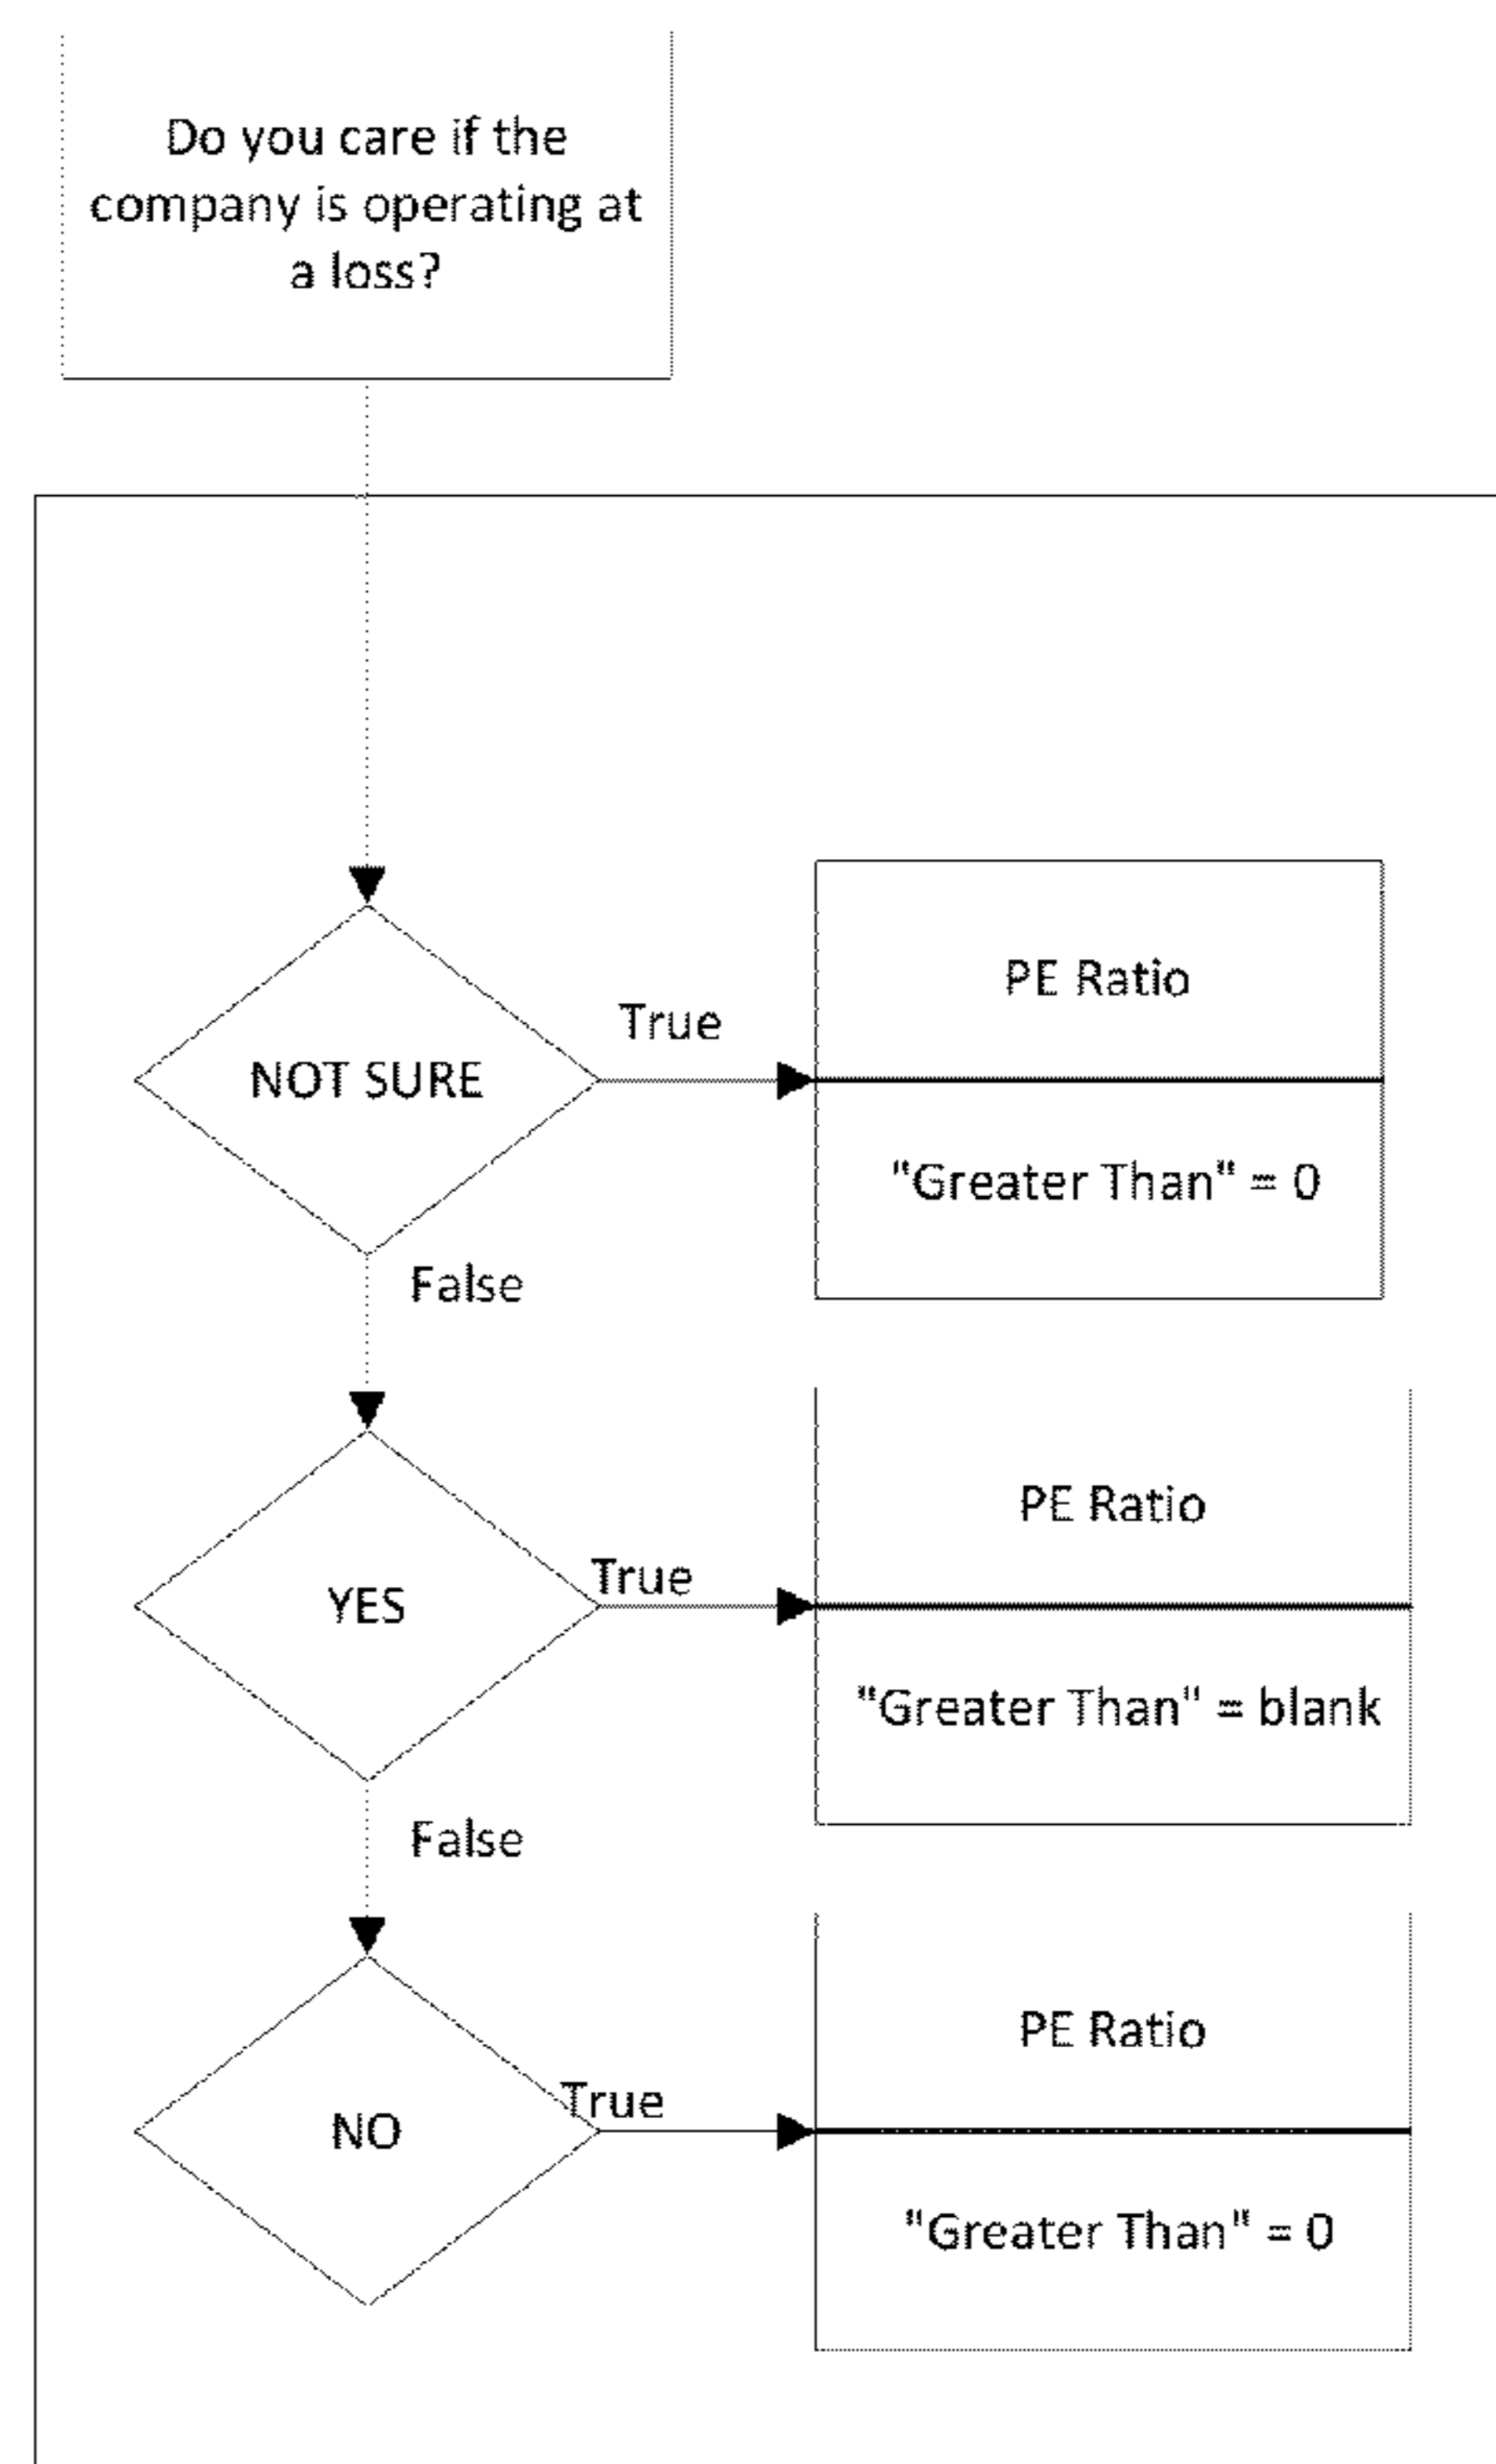 Do you care if the
company is operating at
a loss?
NOT SURE
True
PE Ratio
"Greater Than" = 0
False
YES
True
PE Ratio
"Greater Than" = blank
False
NO
True
PE Ratio
"Greater Than" = 0